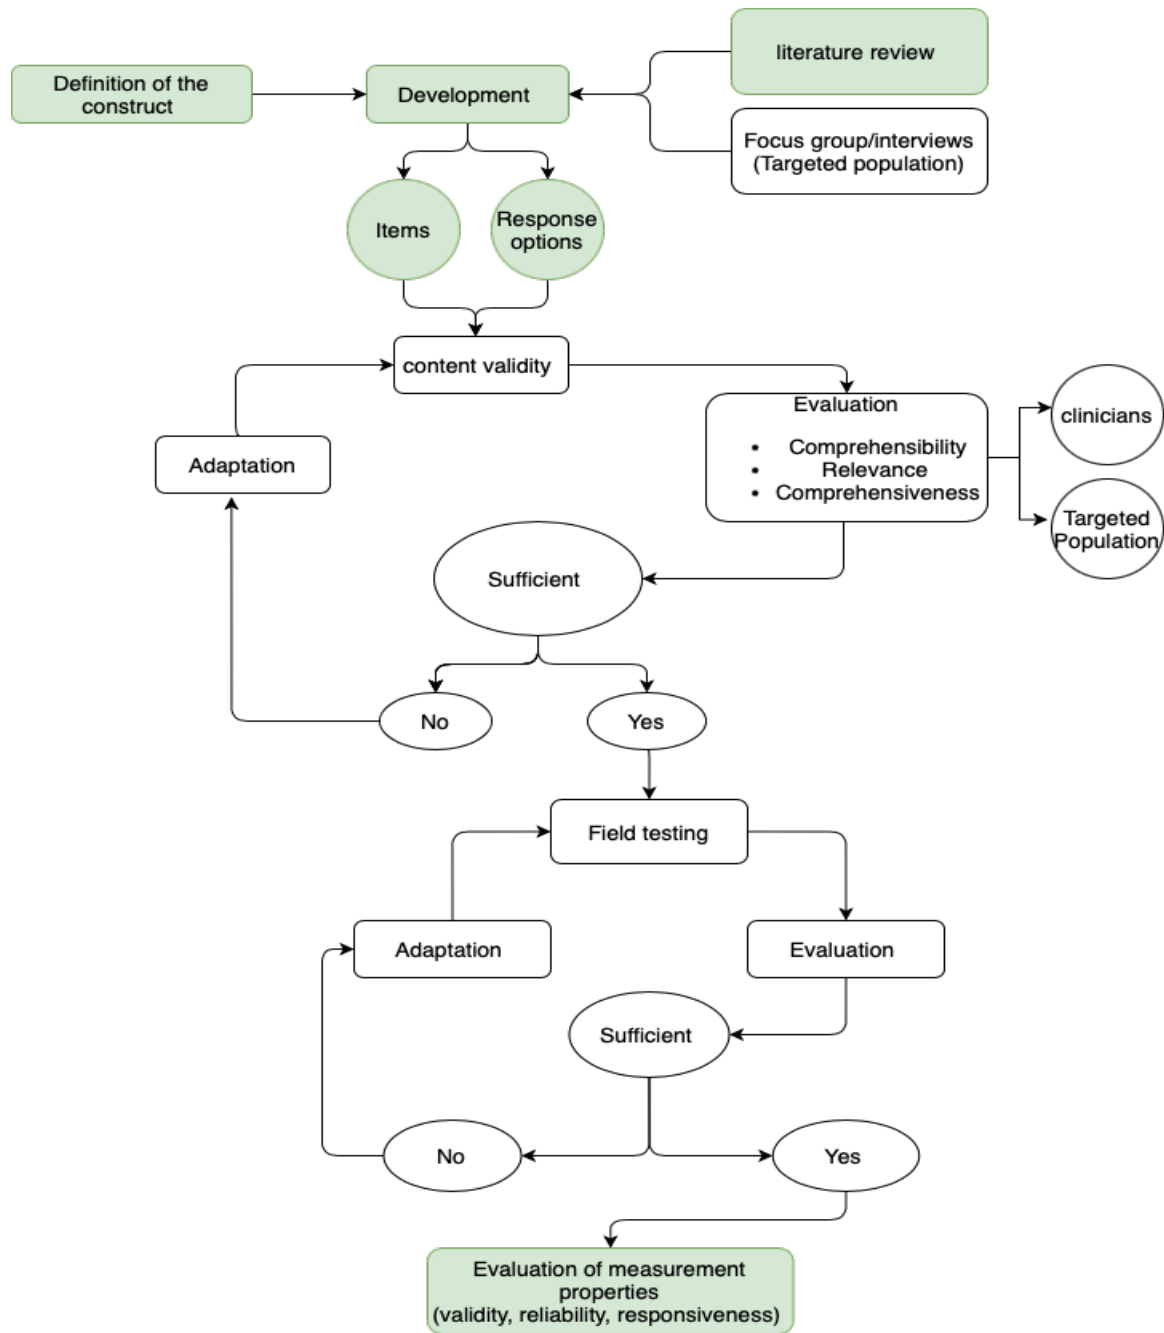 literature review
Definition of the
construct
Development
Focus group/interviews
(Targeted population)
Items
Response
options
content validity
Evaluation
• Comprehensibility
• Relevance
• Comprehensiveness
clinicians
Adaptation
Targeted
Population
Sufficient
No
Yes
Field testing
Adaptation
Evaluation
Sufficient
No
Yes
Evaluation of measurement
properties
(validity, reliability, responsiveness)